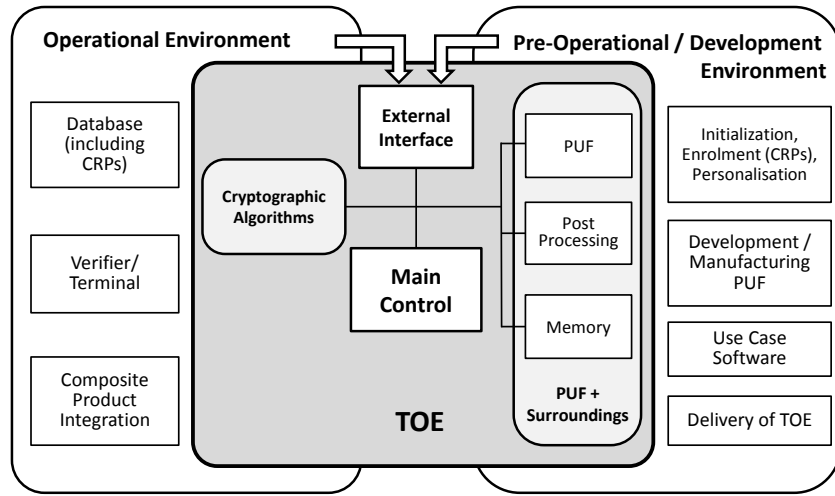 Operational Environment
Pre-Operational / Development
Environment
Database
(including
CRPs)
Verifier/
Terminal
Composite
Product
Integration
External
Interface
Cryptographic
Algorithms
Main
Control
TOE
PUF
Post
Processing
Memory
PUF +
Surroundings
Initialization,
Enrolment (CRPs),
Personalisation
Development /
Manufacturing
PUF
Use Case
Software
Delivery of TOE